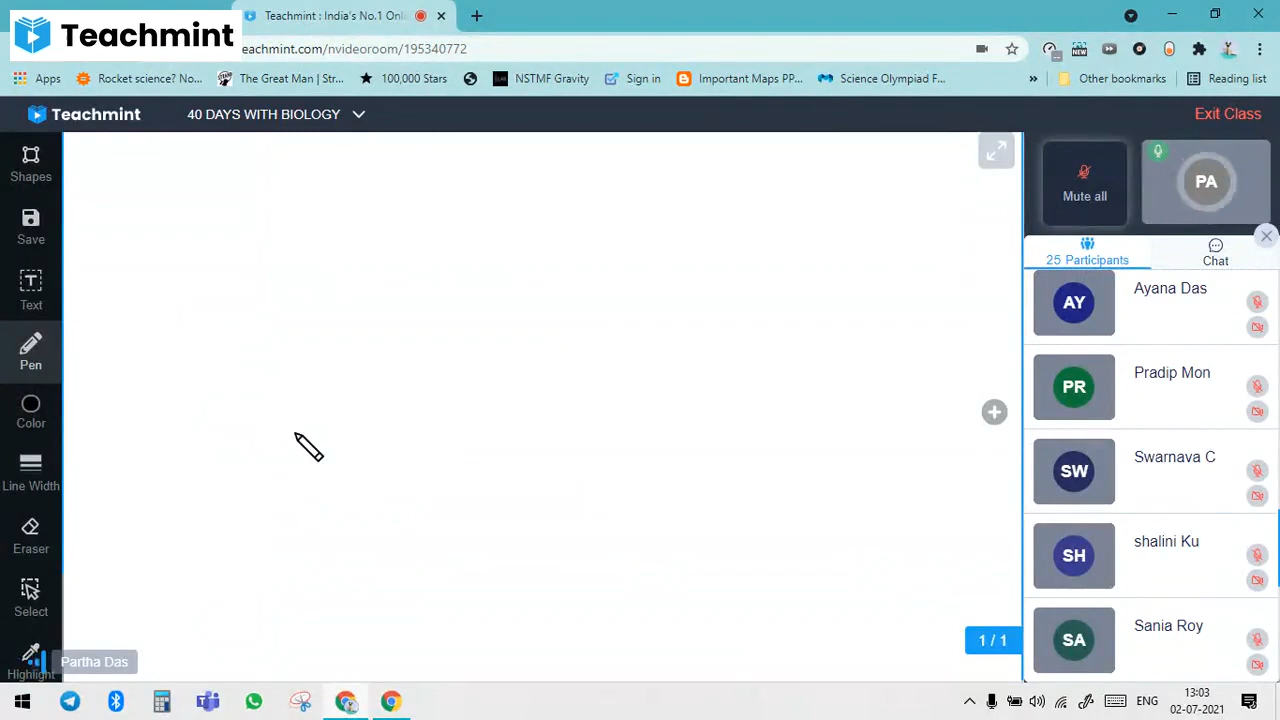 Teachmint : India's No.1 Onli
Teachmint
eachmint.com/nvideoroom/195340772
NEW
Apps
Rocket science? No...
The Great Man | Str...
100,000 Stars
NSTMF Gravity
Sign in
Important Maps PP...
Science Olympiad F...
»
Other bookmarks
Reading list
Teachmint
40 DAYS WITH BIOLOGY
Exit Class
Shapes
Save
Text
Pen
Color
Line Width
Eraser
Select
Highlight
Mute all
PA
25 Participants
Chat
AY
Ayana Das
PR
Pradip Mon
SW
Swarnava C
SH
shalini Ku
SA
Sania Roy
1 / 1
Partha Das
ENG
13:03
02-07-2021